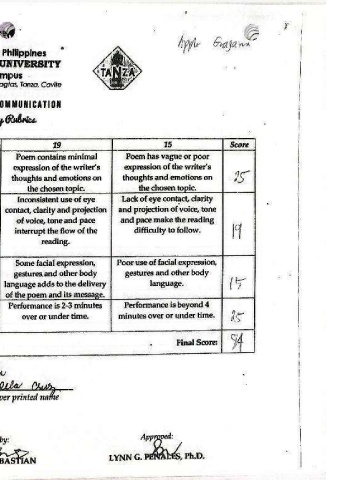 Philippines
UNIVERSITY
mpus
Tanza, Cavite
TANZA
OMMUNICATION
Rubrics
19 15 Score
Poem contains minimal expression of the writer's thoughts and emotions on the chosen topic.
Poem has vague or poor expression of the writer's thoughts and emotions on the chosen topic.
25
Inconsistent use of eye contact, clarity and projection of voice, tone and pace interrupt the flow of the reading.
Lack of eye contact, clarity and projection of voice, tone and pace make the reading difficulty to follow.
19
Some facial expression, gestures and other body language adds to the delivery of the poem and its message.
Poor use of facial expression, gestures and other body language.
15
Performance is 2-3 minutes over or under time.
Performance is beyond 4 minutes over or under time.
25
Final Score: 84
dela Cruz
ver printed name
by:
Approved:
BASTIAN
LYNN G. PENALES, Ph.D.